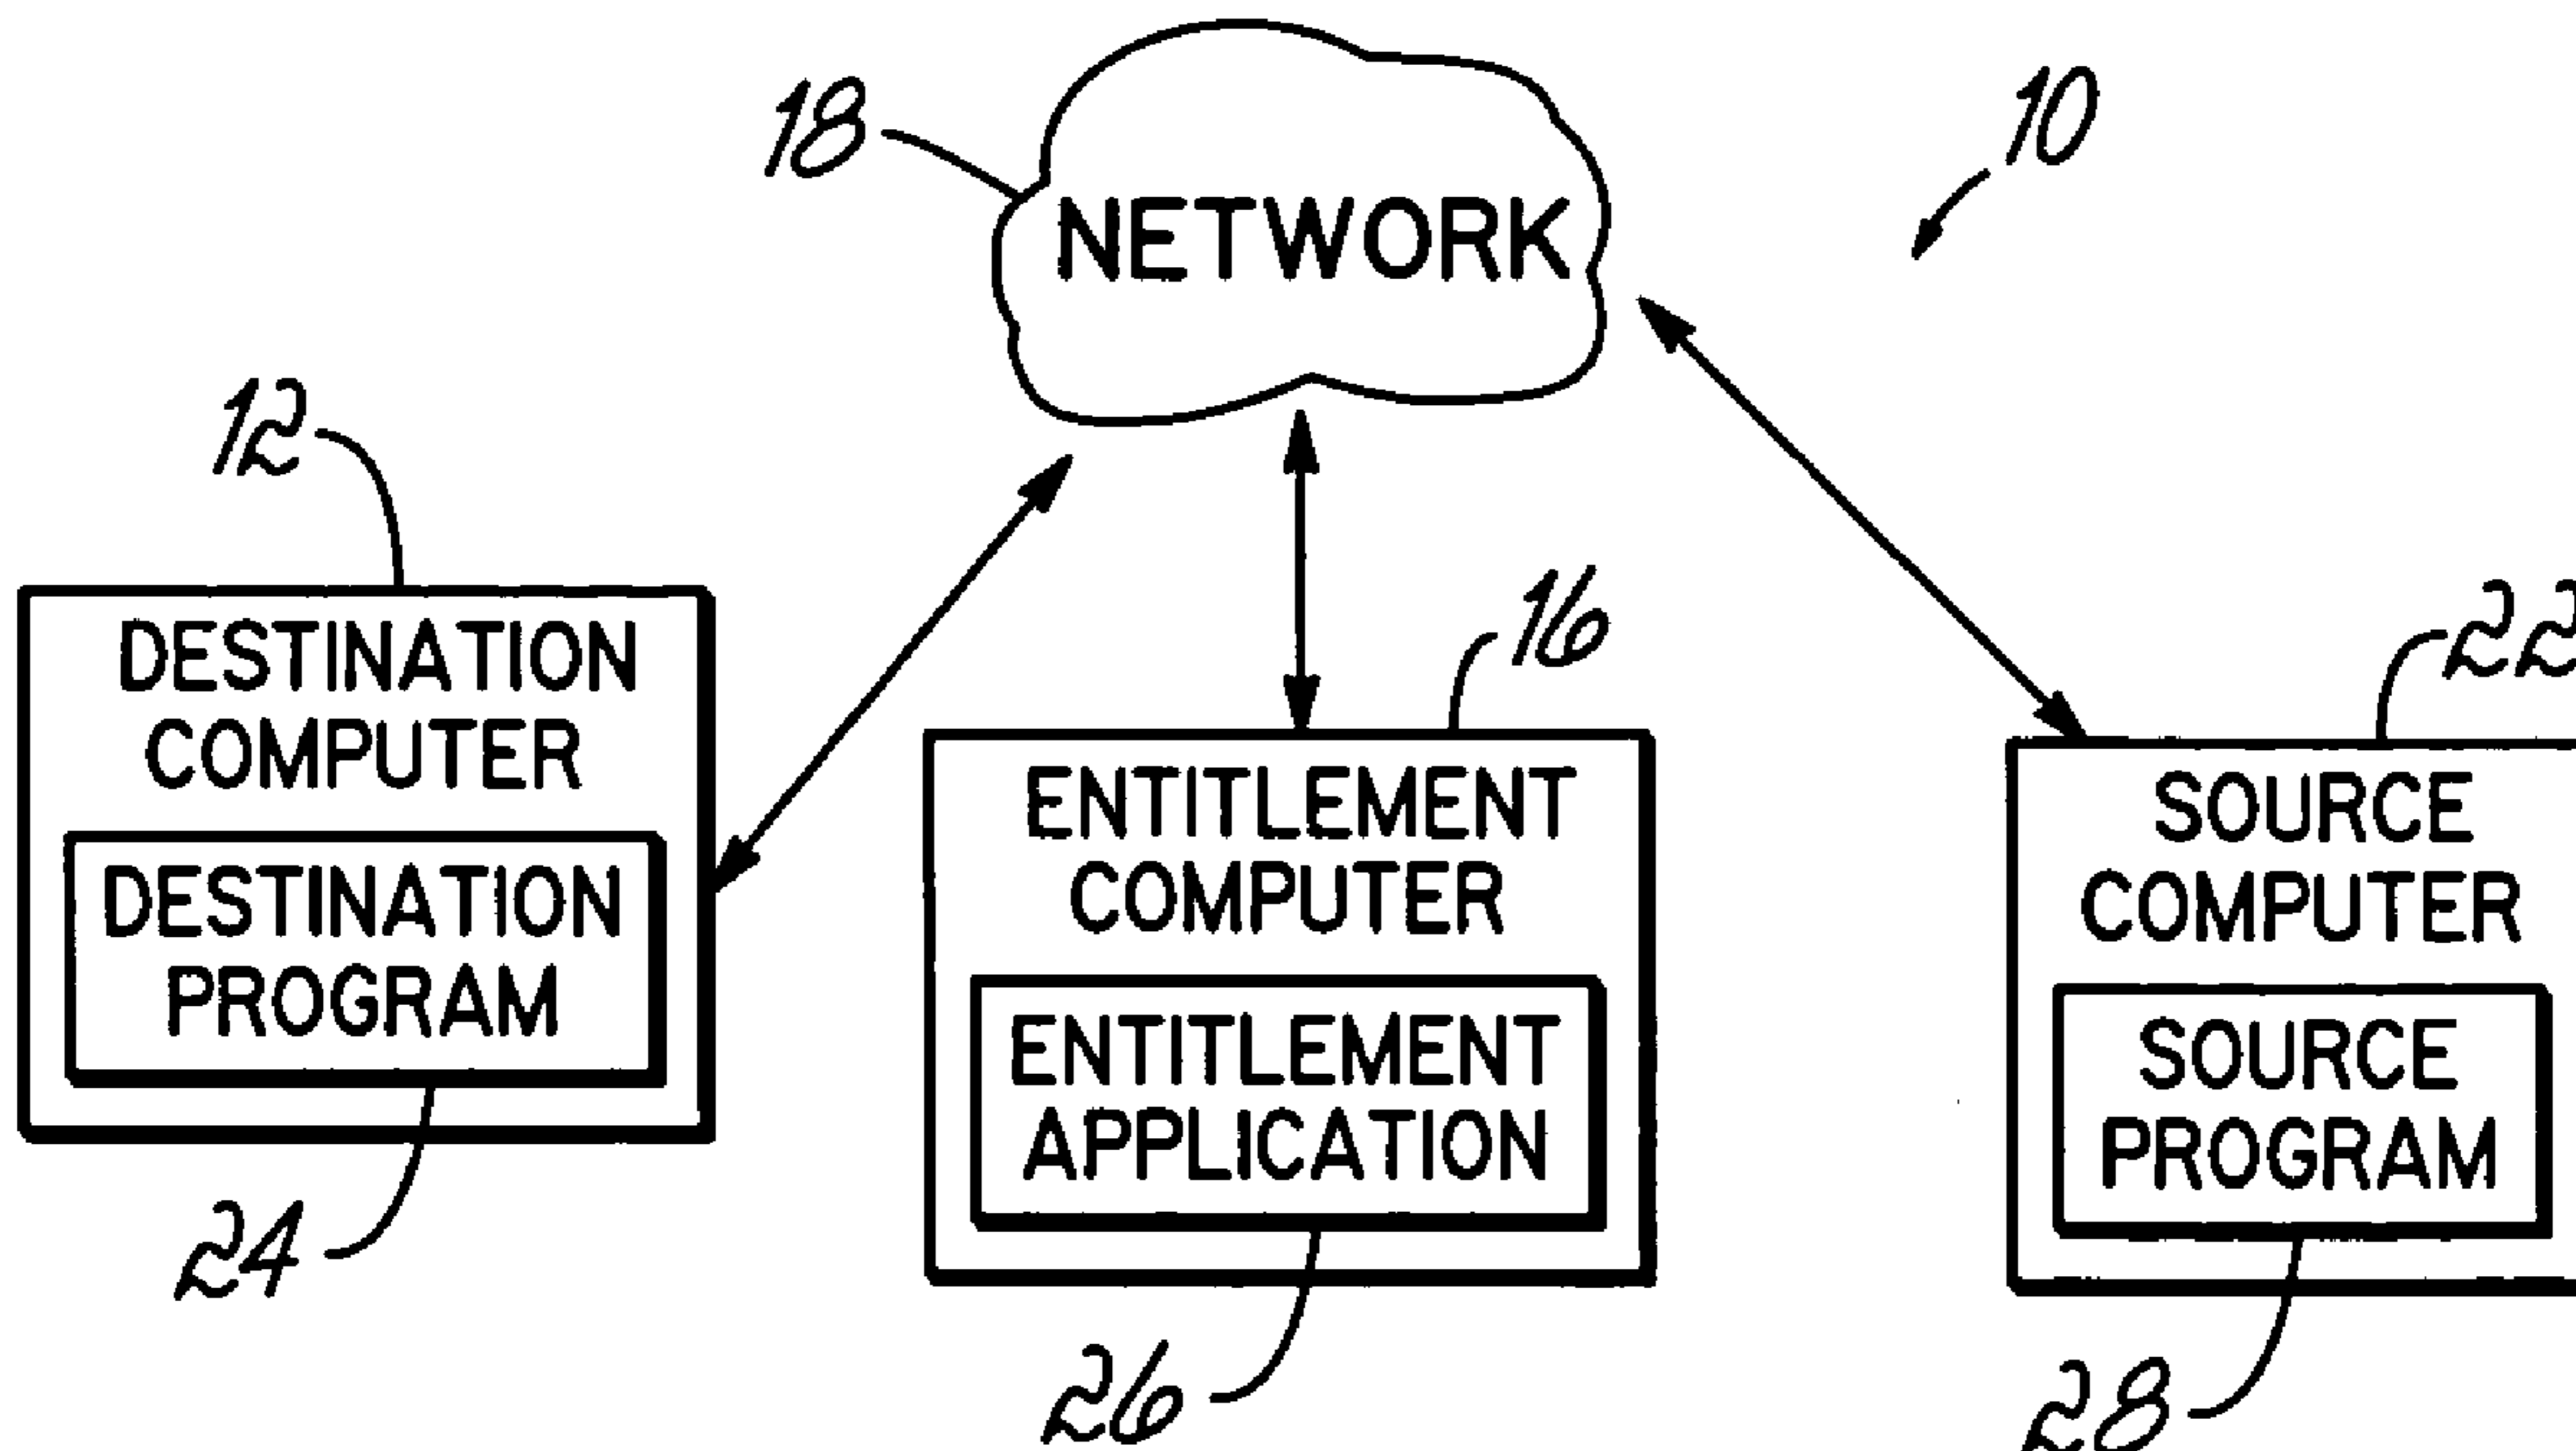 18
NETWORK
10
12
DESTINATION
COMPUTER
DESTINATION
PROGRAM
24
16
ENTITLEMENT
COMPUTER
ENTITLEMENT
APPLICATION
26
22
SOURCE
COMPUTER
SOURCE
PROGRAM
28